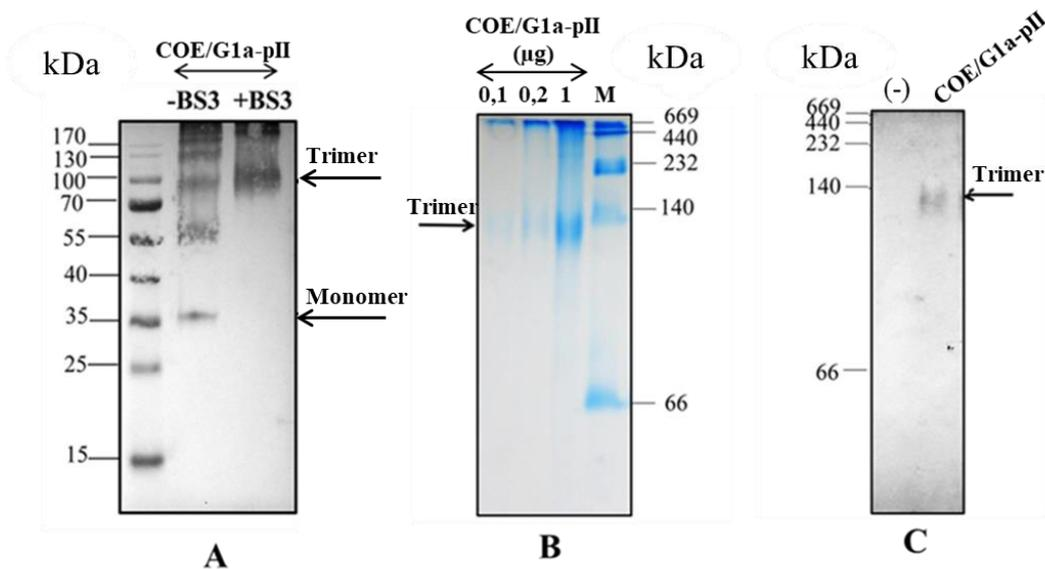 kDa
COE/G1a-pII
-BS3 +BS3
170
130
100
70
55
40
35
25
15
Trimer
Monomer
A
COE/G1a-pII
(µg)
0,1 0,2 1 M
kDa
669
440
232
140
66
Trimer
B
kDa
(-) COE/G1a-pII
669
440
232
140
66
Trimer
C